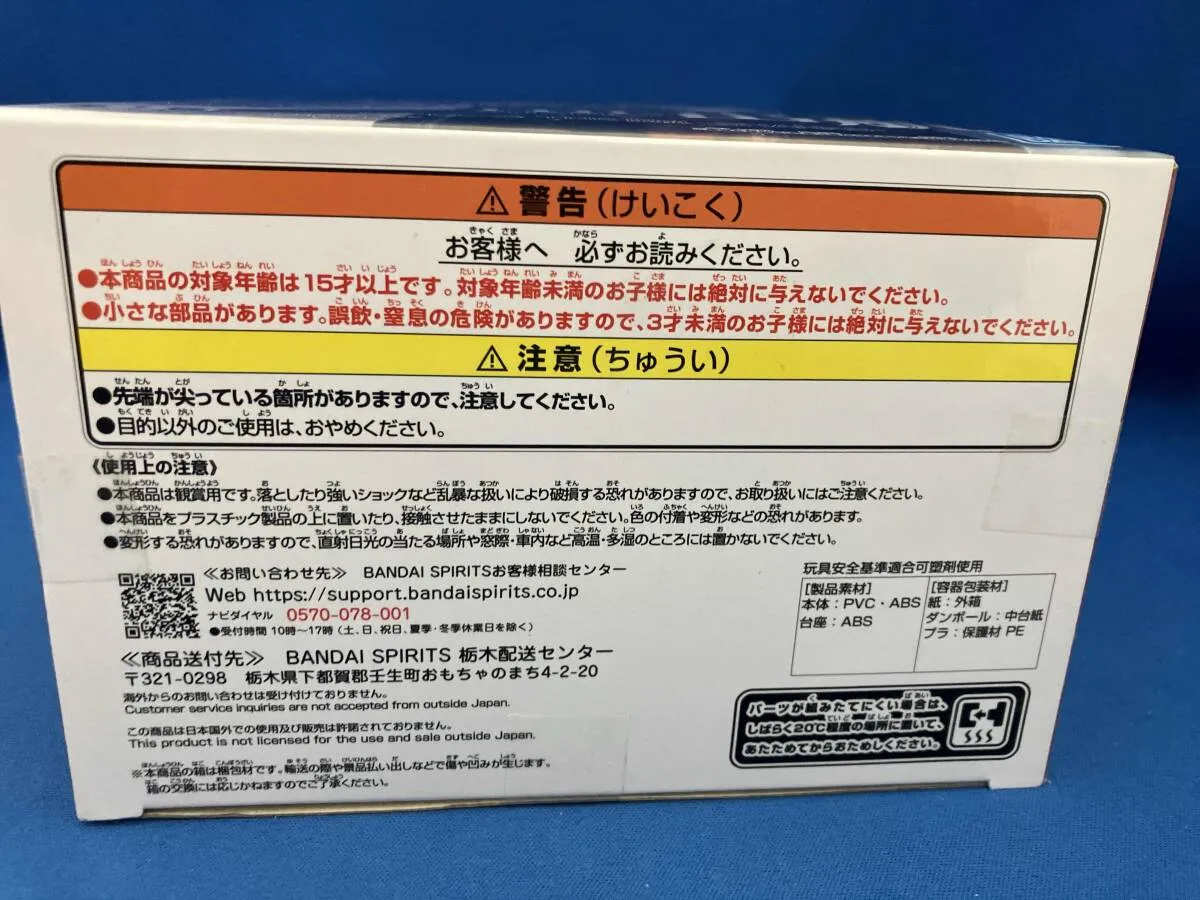 ⚠ 警告(けいこく)
お客様へ 必ずお読みください。
●本商品の対象年齢は15才以上です。対象年齢未満のお子様には絶対に与えないでください。
●小さな部品があります。誤飲・窒息の危険がありますので、3才未満のお子様には絶対に与えないでください。
⚠ 注意(ちゅうい)
●先端が尖っている箇所がありますので、注意してください。
●目的以外のご使用は、おやめください。
《使用上の注意》
●本商品は観賞用です。落としたり強いショックなど乱暴な扱いにより破損する恐れがありますので、お取り扱いにはご注意ください。
●本商品をプラスチック製品の上に置いたり、接触させたままにしないでください。色の付着や変形などの恐れがあります。
●変形する恐れがありますので、直射日光の当たる場所や窓際・車内など高温・多湿のところには置かないでください。
≪お問い合わせ先≫ BANDAI SPIRITSお客様相談センター
Web https://support.bandaispirits.co.jp
ナビダイヤル 0570-078-001
●受付時間 10時〜17時(土、日、祝日、夏季・冬季休業日を除く)
≪商品送付先≫ BANDAI SPIRITS 栃木配送センター
〒321-0298 栃木県下都賀郡壬生町おもちゃのまち4-2-20
海外からのお問い合わせは受け付けておりません。
Customer service inquiries are not accepted from outside Japan.
この商品は日本国外での使用及び販売は許諾されておりません。
This product is not licensed for the use and sale outside Japan.
※本商品の箱は梱包材です。輸送の際や景品払い出しなどで傷や凹みが生じます。
箱の交換には応じかねますのでご了承ください。
玩具安全基準適合可塑剤使用
[製品素材]
本体:PVC・ABS
台座:ABS
[容器包装材]
紙:外箱
ダンボール:中台紙
プラ:保護材 PE
パーツが組みたてにくい場合は、
しばらく20℃程度の場所に置いて、
あたためてからおためしください。